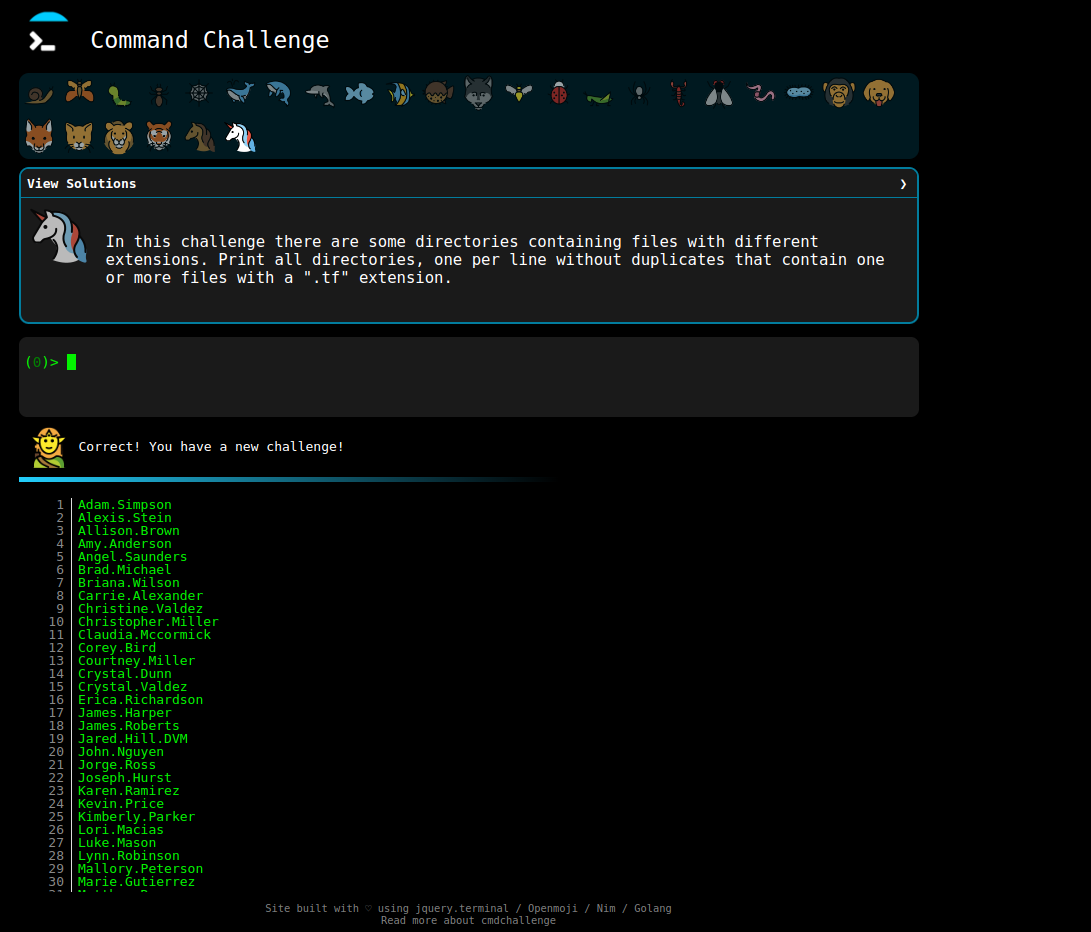 Command Challenge
View Solutions ❯
In this challenge there are some directories containing files with different
extensions. Print all directories, one per line without duplicates that contain one
or more files with a ".tf" extension.
(0)>
Correct! You have a new challenge!
1 Adam.Simpson
2 Alexis.Stein
3 Allison.Brown
4 Amy.Anderson
5 Angel.Saunders
6 Brad.Michael
7 Briana.Wilson
8 Carrie.Alexander
9 Christine.Valdez
10 Christopher.Miller
11 Claudia.Mccormick
12 Corey.Bird
13 Courtney.Miller
14 Crystal.Dunn
15 Crystal.Valdez
16 Erica.Richardson
17 James.Harper
18 James.Roberts
19 Jared.Hill.DVM
20 John.Nguyen
21 Jorge.Ross
22 Joseph.Hurst
23 Karen.Ramirez
24 Kevin.Price
25 Kimberly.Parker
26 Lori.Macias
27 Luke.Mason
28 Lynn.Robinson
29 Mallory.Peterson
30 Marie.Gutierrez
Site built with ♡ using jquery.terminal / Openmoji / Nim / Golang
Read more about cmdchallenge